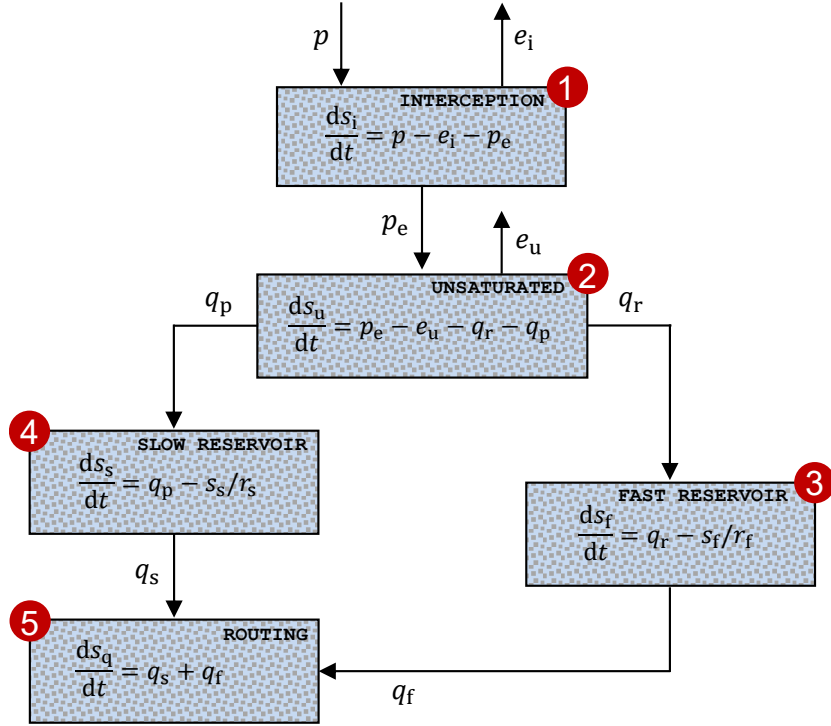 p
e_i
1
INTERCEPTION
ds_i/dt = p − e_i − p_e
p_e
e_u
2
UNSATURATED
q_p
ds_u/dt = p_e − e_u − q_r − q_p
q_r
4
SLOW RESERVOIR
ds_s/dt = q_p − s_s/r_s
3
FAST RESERVOIR
ds_f/dt = q_r − s_f/r_f
q_s
5
ROUTING
ds_q/dt = q_s + q_f
q_f